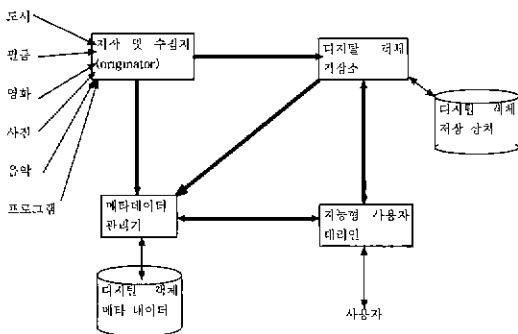 도서
판금
영화
사진
음악
프로그램
저자 및 수집자
(originator)
디지탈 객체
저장소
디지털 객체
저장 장치
메타데이터
관리기
지능형 사용자
대리인
디지털 객체
메타 데이터
사용자